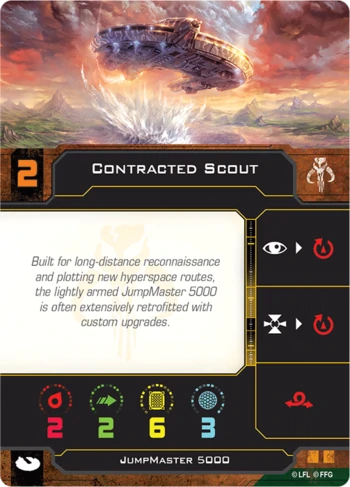 2 CONTRACTED SCOUT
Built for long-distance reconnaissance
and plotting new hyperspace routes,
the lightly armed JumpMaster 5000
is often extensively retrofitted with
custom upgrades.
2 2 6 3
JUMPMASTER 5000
© LFL © FFG